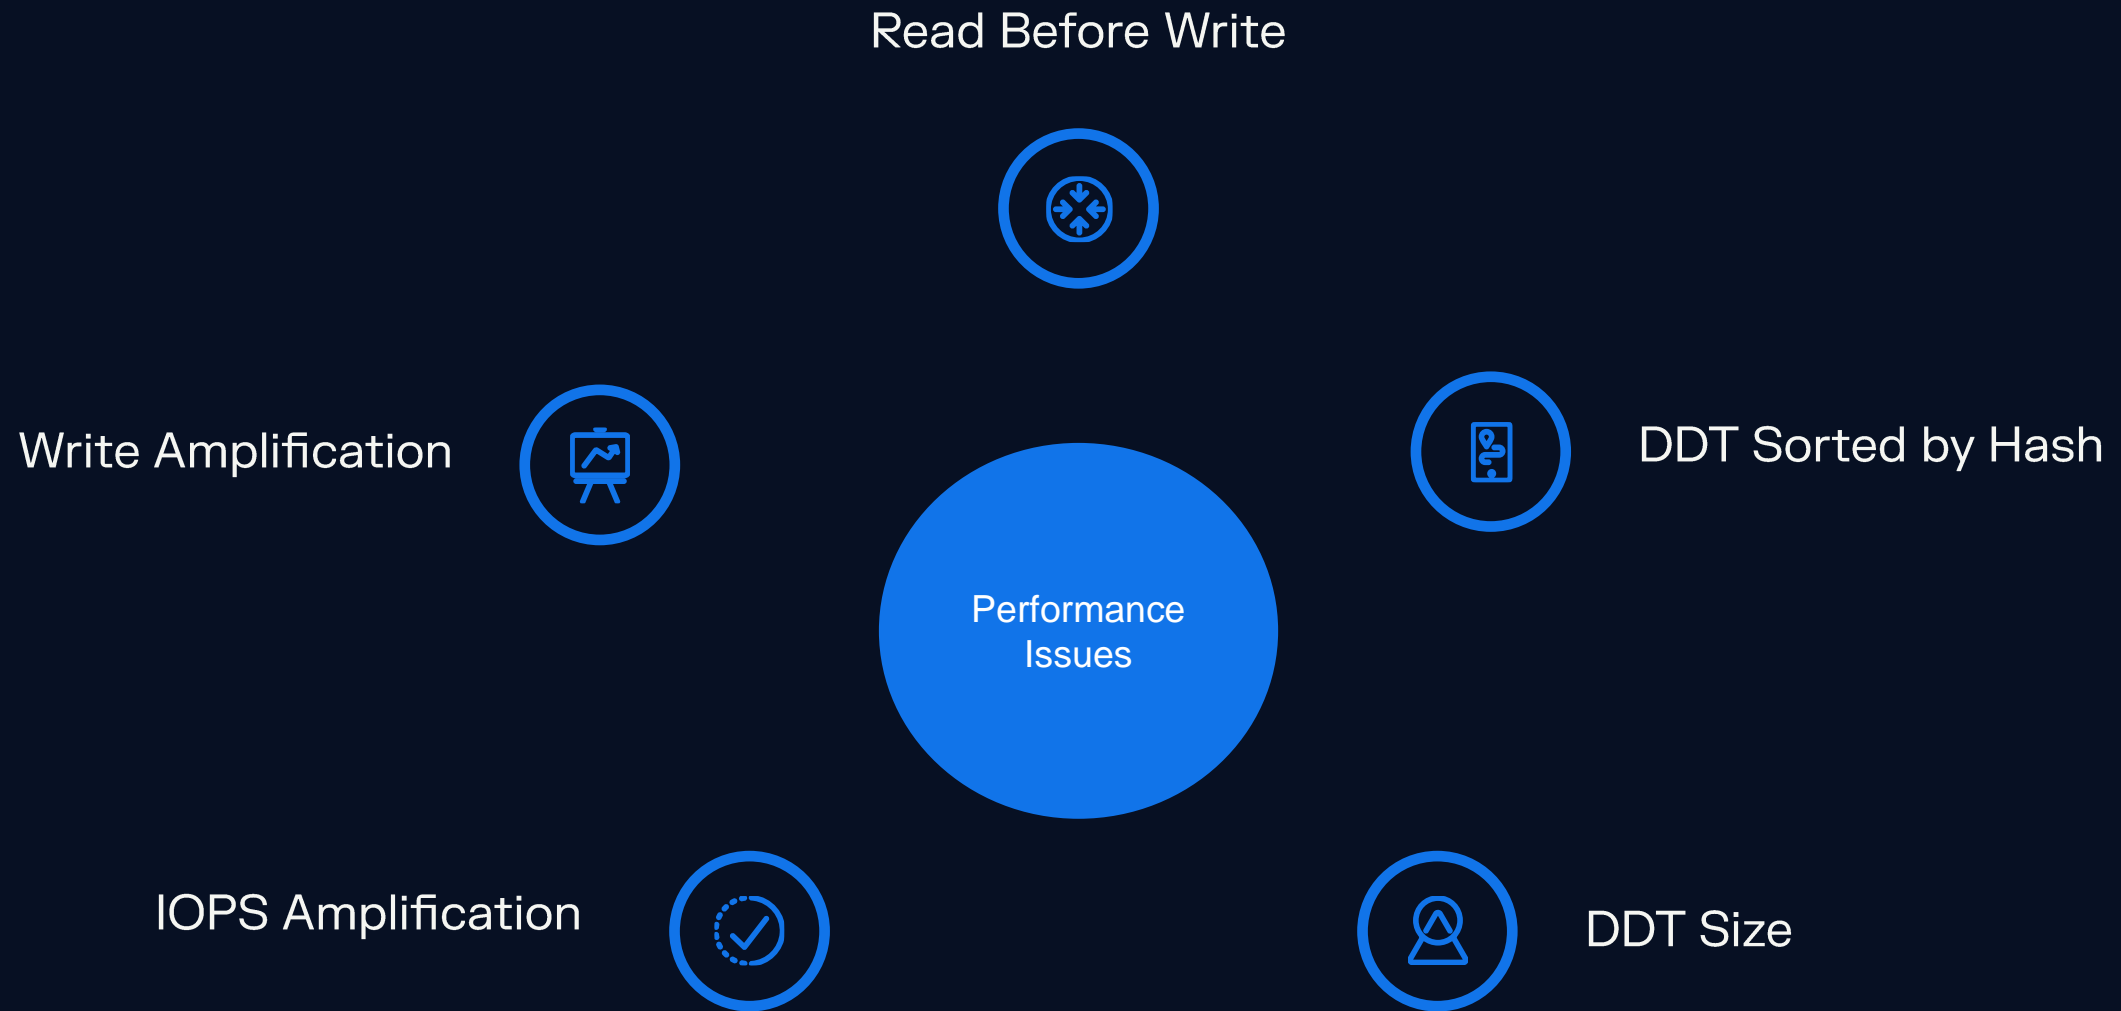 Read Before Write
Write Amplification
DDT Sorted by Hash
Performance
Issues
IOPS Amplification
DDT Size